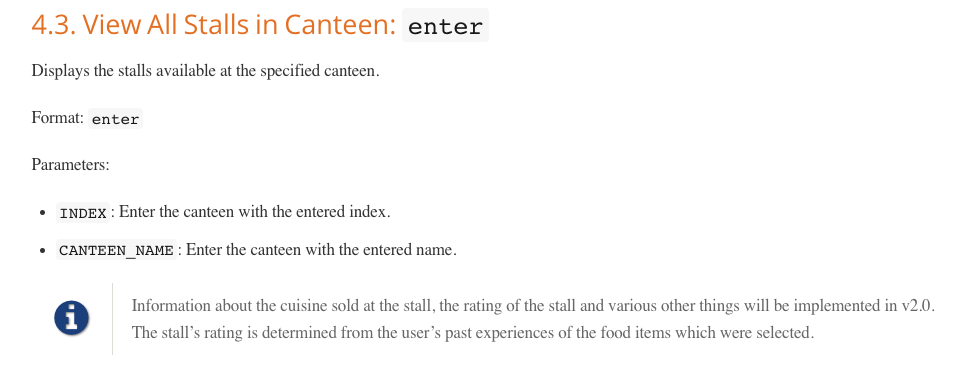 4.3. View All Stalls in Canteen: enter
Displays the stalls available at the specified canteen.
Format: enter
Parameters:
• INDEX: Enter the canteen with the entered index.
• CANTEEN_NAME: Enter the canteen with the entered name.
Information about the cuisine sold at the stall, the rating of the stall and various other things will be implemented in v2.0.
The stall’s rating is determined from the user’s past experiences of the food items which were selected.